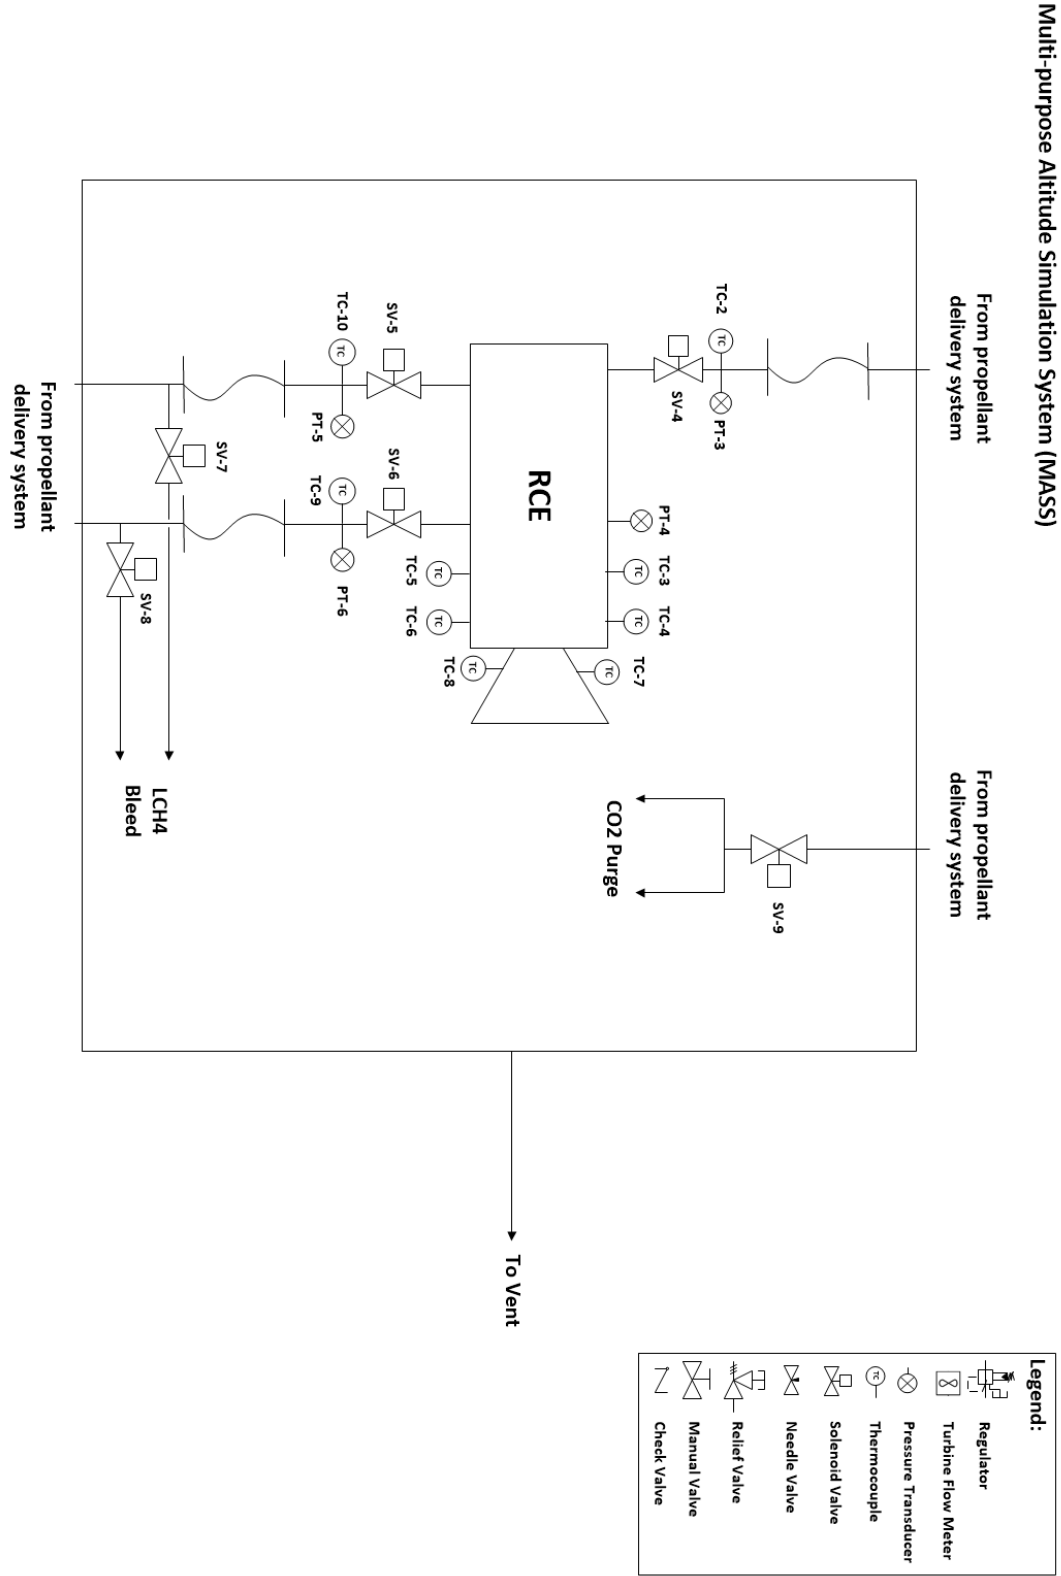 Multi-purpose Altitude Simulation System (MASS)
From propellant
delivery system
From propellant
delivery system
TC-2
TC
PT-3
SV-4
SV-9
CO2 Purge
PT-4
TC-3
TC
TC-4
TC
TC-7
TC
RCE
TC-5
TC
TC-6
TC
TC-8
TC
SV-5
SV-6
TC-10
TC
PT-5
TC-9
TC
PT-6
SV-7
SV-8
LCH4
Bleed
From propellant
delivery system
To Vent
Legend:
Regulator
Turbine Flow Meter
Pressure Transducer
TC
Thermocouple
Solenoid Valve
Needle Valve
Relief Valve
Manual Valve
Check Valve